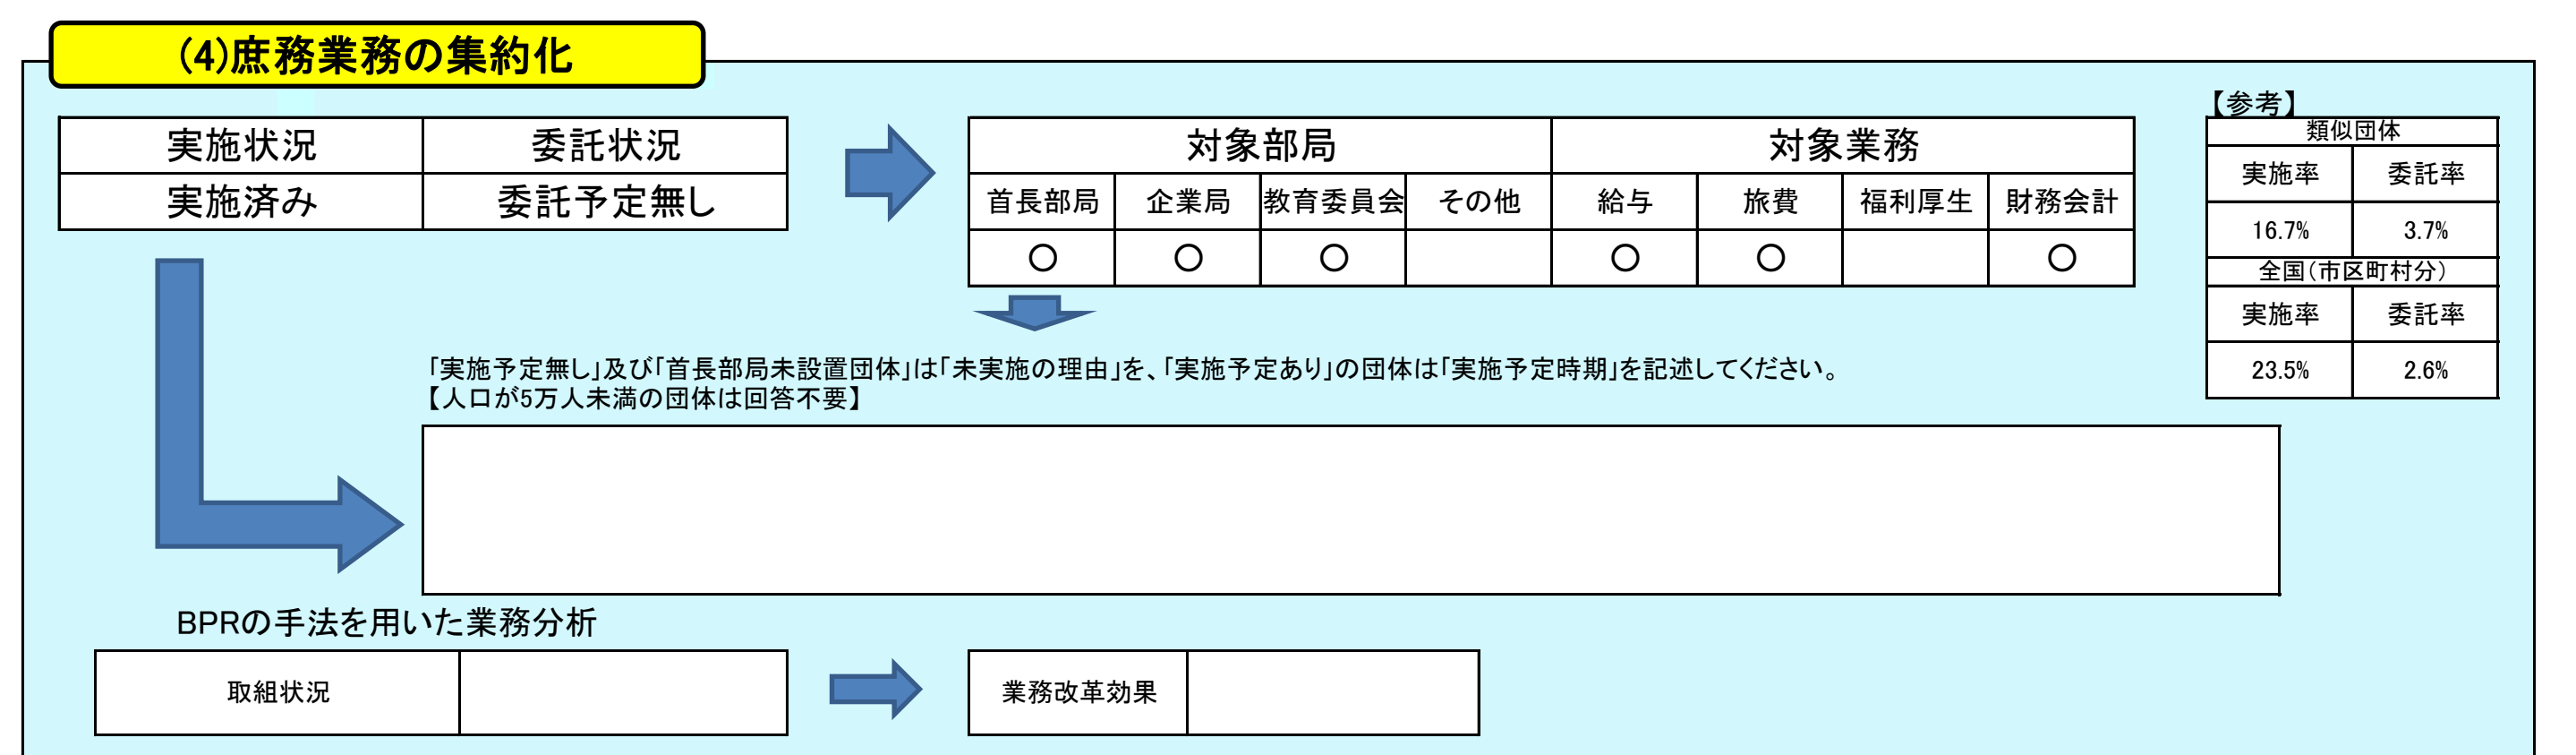 (4)庶務業務の集約化
【参考】
実施状況 委託状況
実施済み 委託予定無し
対象部局 対象業務
首長部局 企業局 教育委員会 その他 給与 旅費 福利厚生 財務会計
○ ○ ○ ○ ○ ○
類似団体
実施率 委託率
16.7% 3.7%
全国(市区町村分)
実施率 委託率
23.5% 2.6%
「実施予定無し」及び「首長部局未設置団体」は「未実施の理由」を、「実施予定あり」の団体は「実施予定時期」を記述してください。
【人口が5万人未満の団体は回答不要】
BPRの手法を用いた業務分析
取組状況
業務改革効果